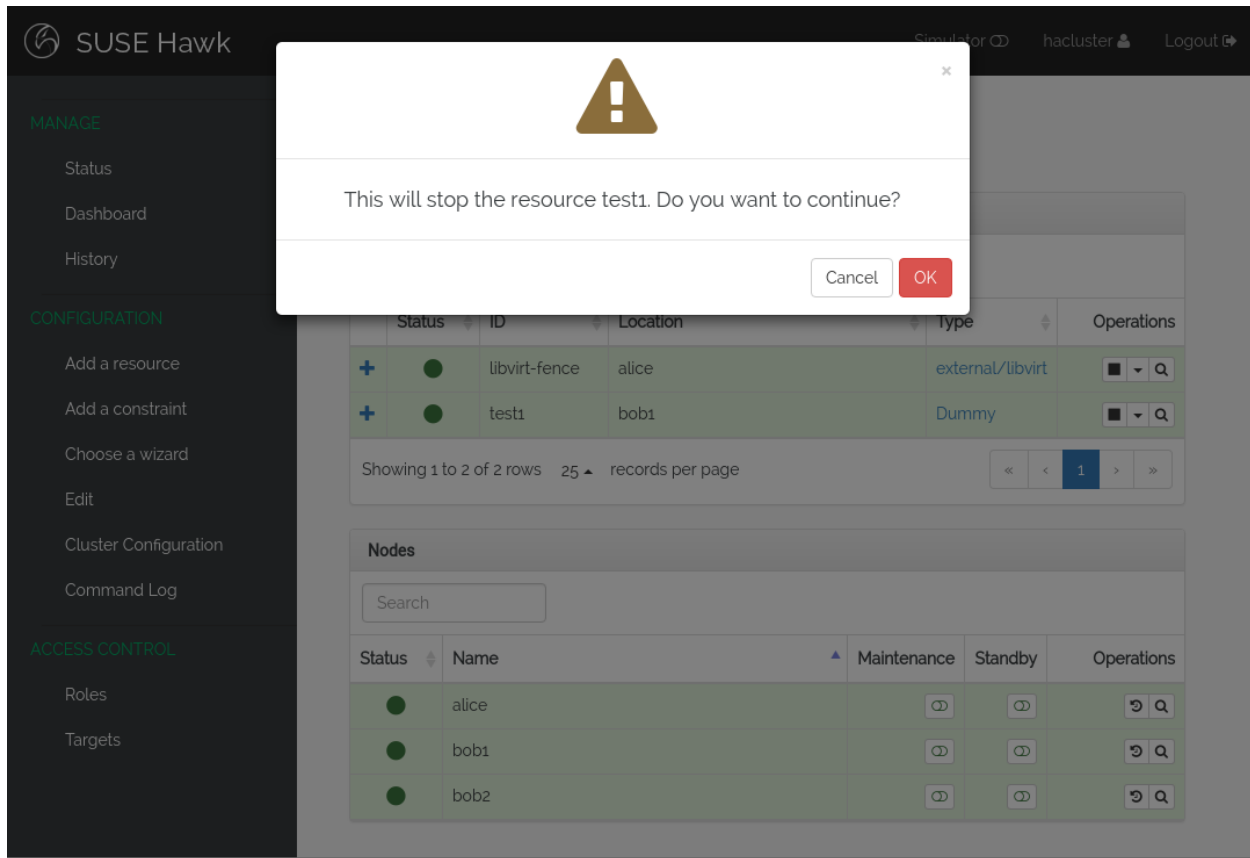 SUSE Hawk
Simulator hacluster Logout
×
MANAGE
Status
Dashboard
History
This will stop the resource test1. Do you want to continue?
Cancel OK
CONFIGURATION
Add a resource
Add a constraint
Choose a wizard
Edit
Cluster Configuration
Command Log
ACCESS CONTROL
Roles
Targets
Status ID Location Type Operations
libvirt-fence alice external/libvirt
test1 bob1 Dummy
Showing 1 to 2 of 2 rows 25 records per page « ‹ 1 › »
Nodes
Search
Status Name Maintenance Standby Operations
alice
bob1
bob2